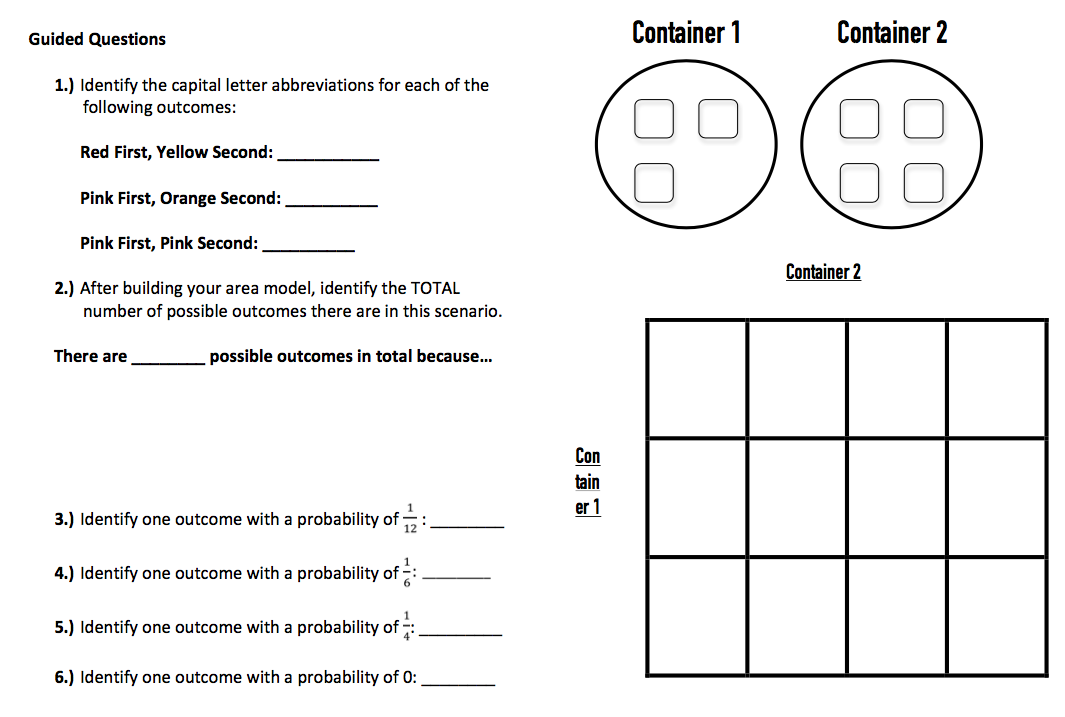 Guided Questions
1.) Identify the capital letter abbreviations for each of the
following outcomes:
Red First, Yellow Second: ___________
Pink First, Orange Second: __________
Pink First, Pink Second: __________
2.) After building your area model, identify the TOTAL
number of possible outcomes there are in this scenario.
There are ________ possible outcomes in total because…
3.) Identify one outcome with a probability of 1/12: ________
4.) Identify one outcome with a probability of 1/6: ________
5.) Identify one outcome with a probability of 1/4: _________
6.) Identify one outcome with a probability of 0: ________
Container 1
Container 2
Container 2
Con
tain
er 1